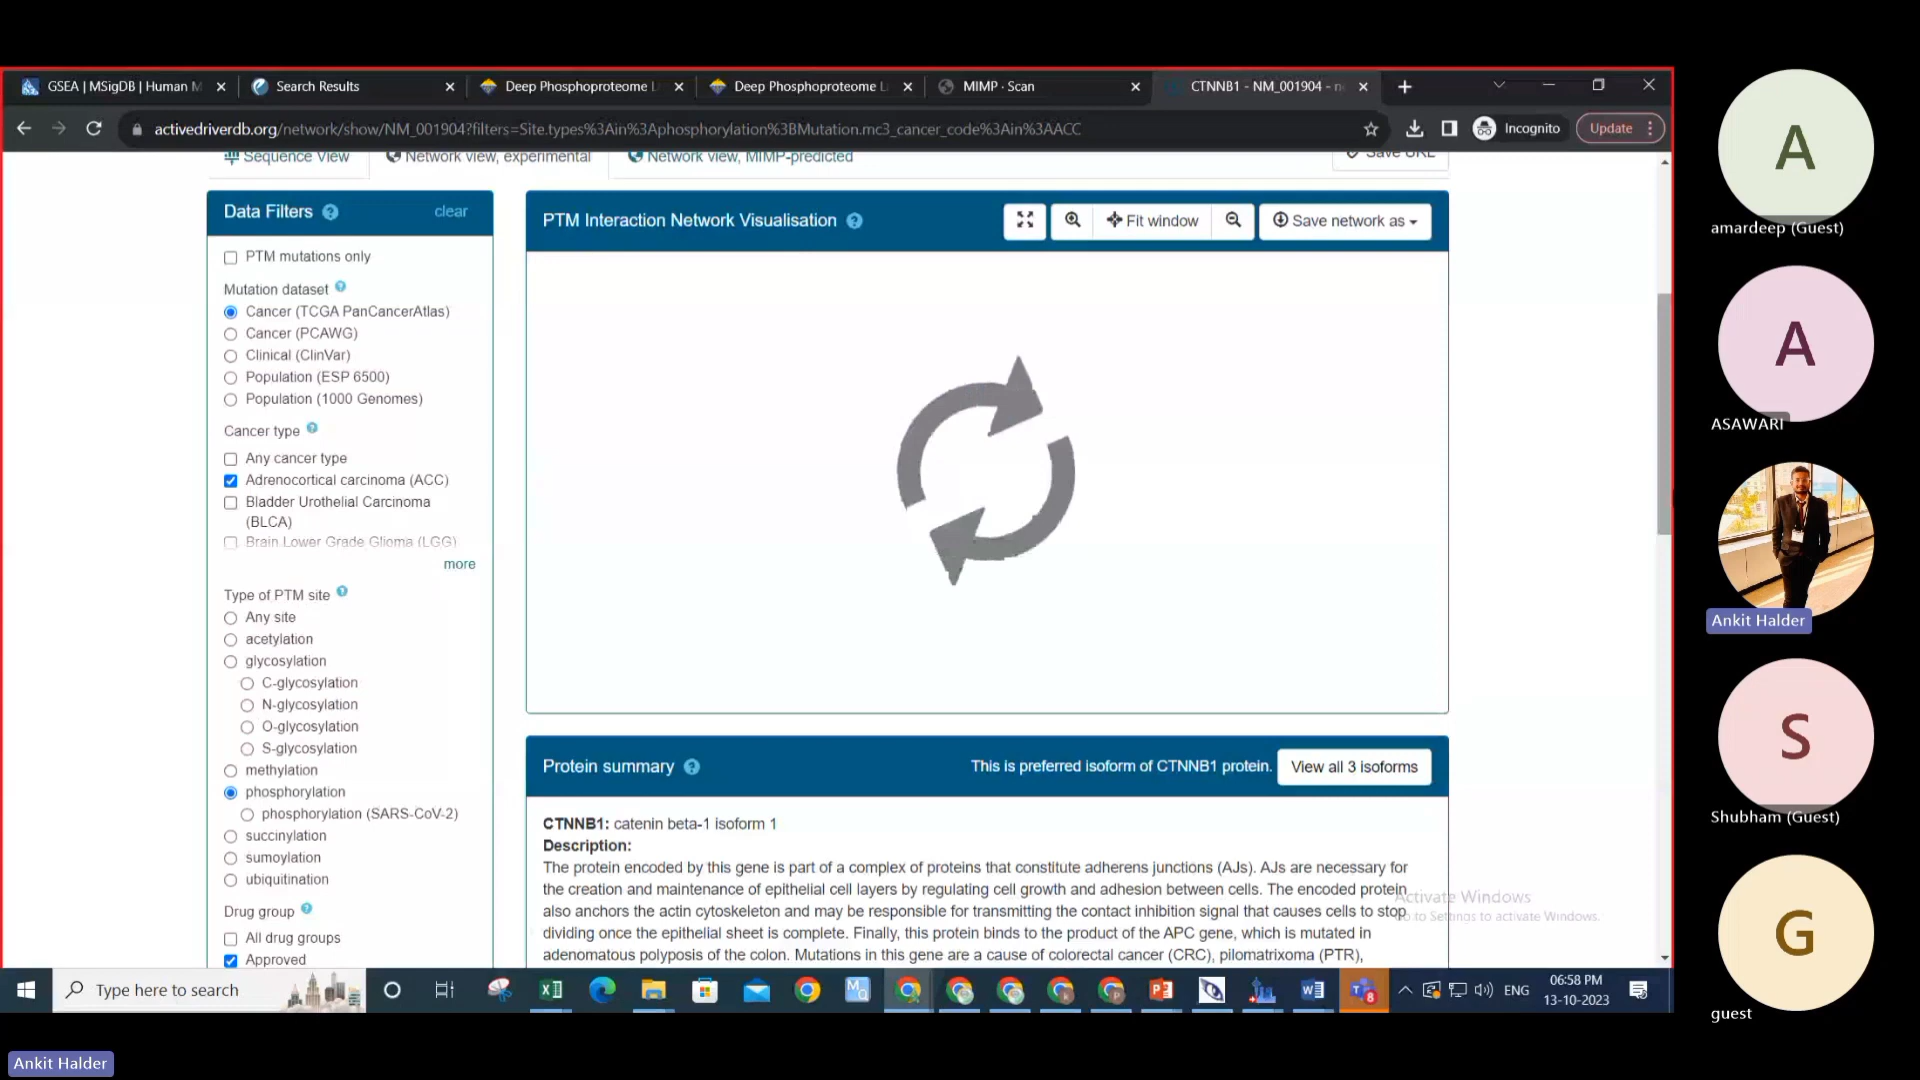 GSEA | MSigDB | Human M
Search Results
Deep Phosphoproteome L
Deep Phosphoproteome L
MIMP - Scan
CTNNB1 - NM_001904 - n
activedriverdb.org/network/show/NM_001904?filters=Site.types%3Ain%3Aphosphorylation%3BMutation.mc3_cancer_code%3Ain%3AACC
Incognito
Update
Sequence View
Network view, experimental
Network view, MIMP-predicted
Save URL
Data Filters ?
clear
PTM mutations only
Mutation dataset ?
Cancer (TCGA PanCancerAtlas)
Cancer (PCAWG)
Clinical (ClinVar)
Population (ESP 6500)
Population (1000 Genomes)
Cancer type ?
Any cancer type
Adrenocortical carcinoma (ACC)
Bladder Urothelial Carcinoma
(BLCA)
Brain Lower Grade Glioma (LGG)
more
Type of PTM site ?
Any site
acetylation
glycosylation
C-glycosylation
N-glycosylation
O-glycosylation
S-glycosylation
methylation
phosphorylation
phosphorylation (SARS-CoV-2)
succinylation
sumoylation
ubiquitination
Drug group ?
All drug groups
Approved
PTM Interaction Network Visualisation ?
Fit window
Save network as
Protein summary ?
This is preferred isoform of CTNNB1 protein.
View all 3 isoforms
CTNNB1: catenin beta-1 isoform 1
Description:
The protein encoded by this gene is part of a complex of proteins that constitute adherens junctions (AJs). AJs are necessary for
the creation and maintenance of epithelial cell layers by regulating cell growth and adhesion between cells. The encoded protein
also anchors the actin cytoskeleton and may be responsible for transmitting the contact inhibition signal that causes cells to stop
dividing once the epithelial sheet is complete. Finally, this protein binds to the product of the APC gene, which is mutated in
adenomatous polyposis of the colon. Mutations in this gene are a cause of colorectal cancer (CRC), pilomatrixoma (PTR),
Activate Windows
Go to Settings to activate Windows.
Type here to search
ENG
06:58 PM
13-10-2023
A
amardeep (Guest)
A
ASAWARI
Ankit Halder
S
Shubham (Guest)
G
guest
Ankit Halder